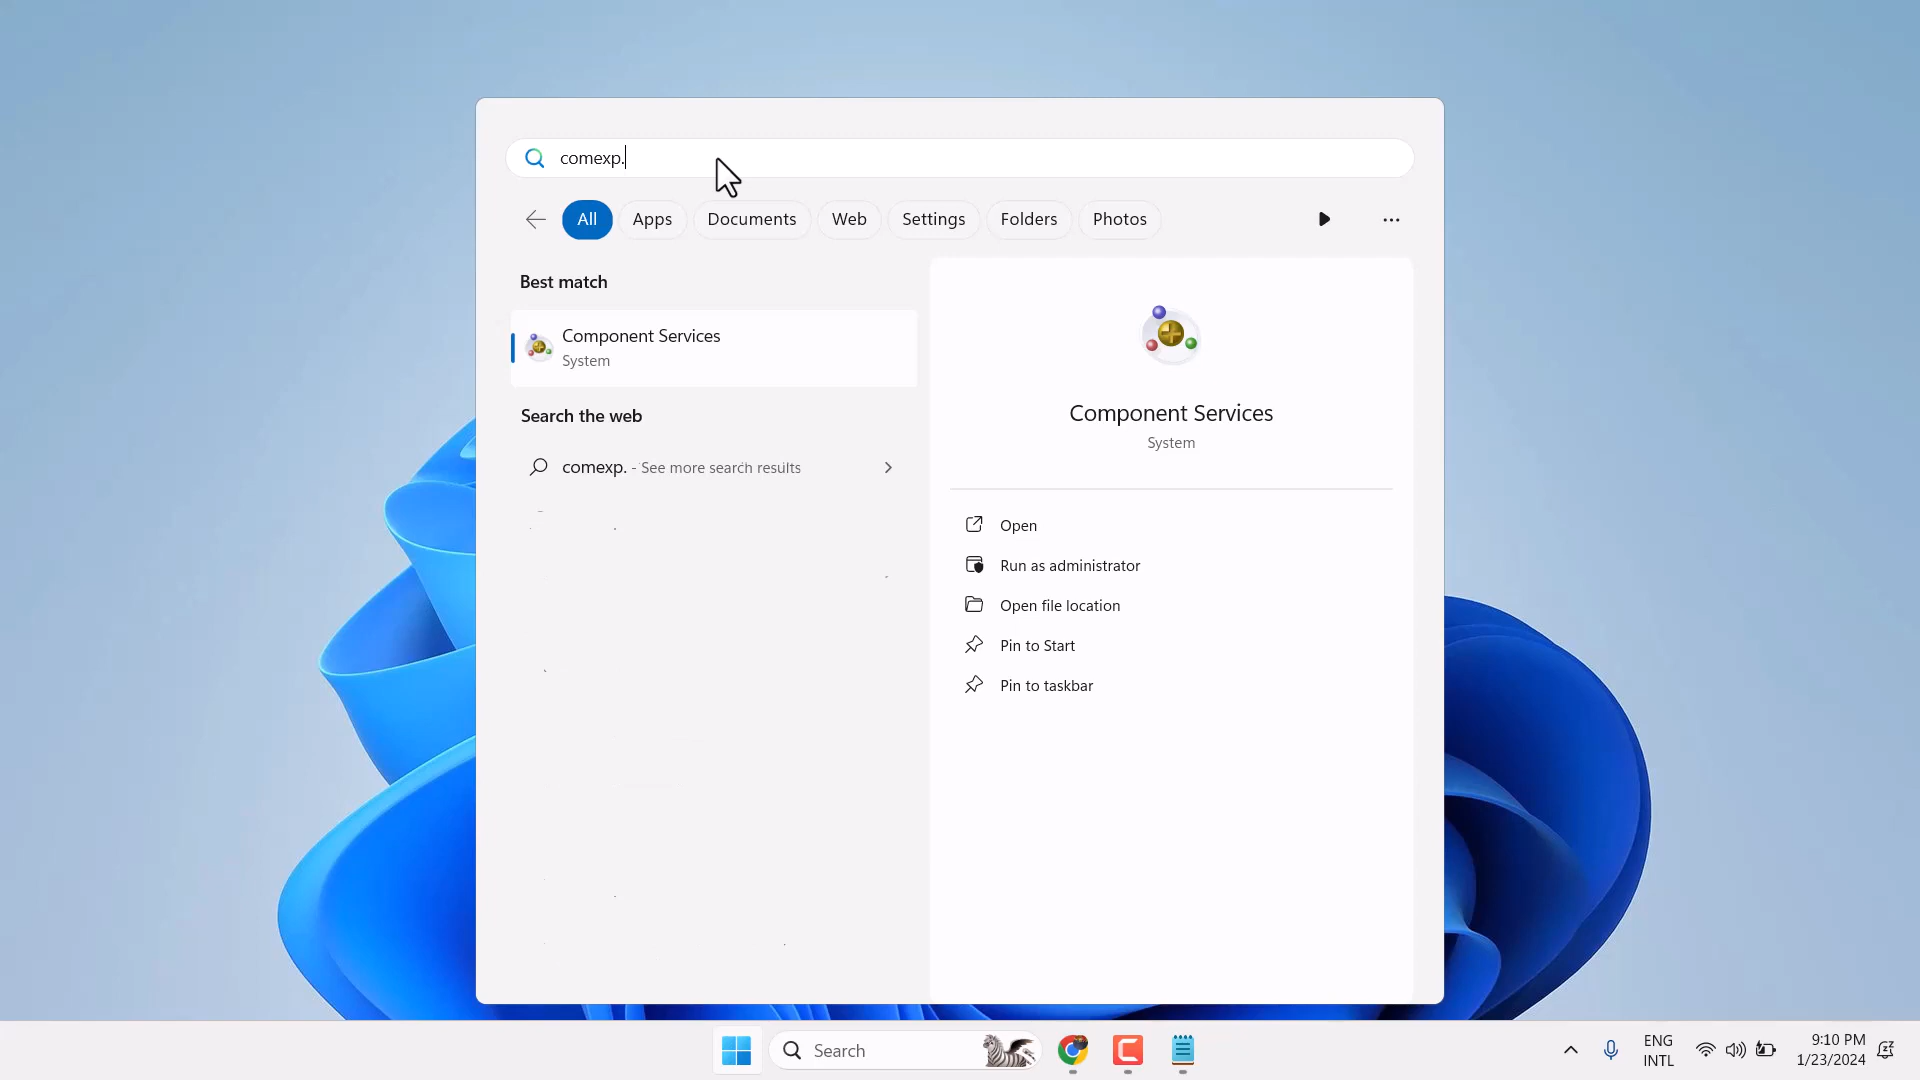 comexp.
All Apps Documents Web Settings Folders Photos
Best match
Component Services
System
Search the web
comexp. - See more search results
Component Services
System
Open
Run as administrator
Open file location
Pin to Start
Pin to taskbar
Search
ENG
INTL
9:10 PM
1/23/2024